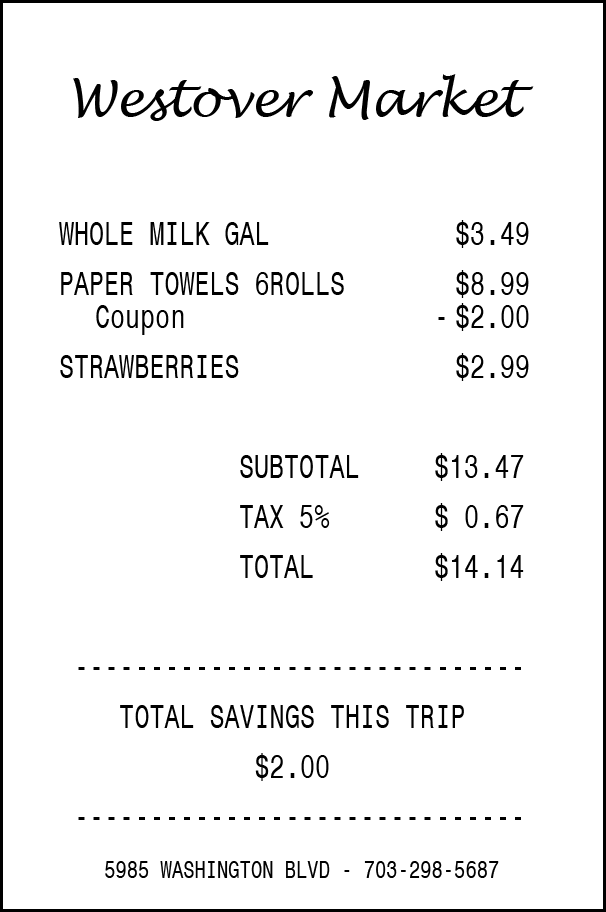 Westover Market
WHOLE MILK GAL $3.49
PAPER TOWELS 6ROLLS $8.99
Coupon -$2.00
STRAWBERRIES $2.99
SUBTOTAL $13.47
TAX 5% $ 0.67
TOTAL $14.14
------------------------------
TOTAL SAVINGS THIS TRIP
$2.00
------------------------------
5985 WASHINGTON BLVD - 703-298-5687